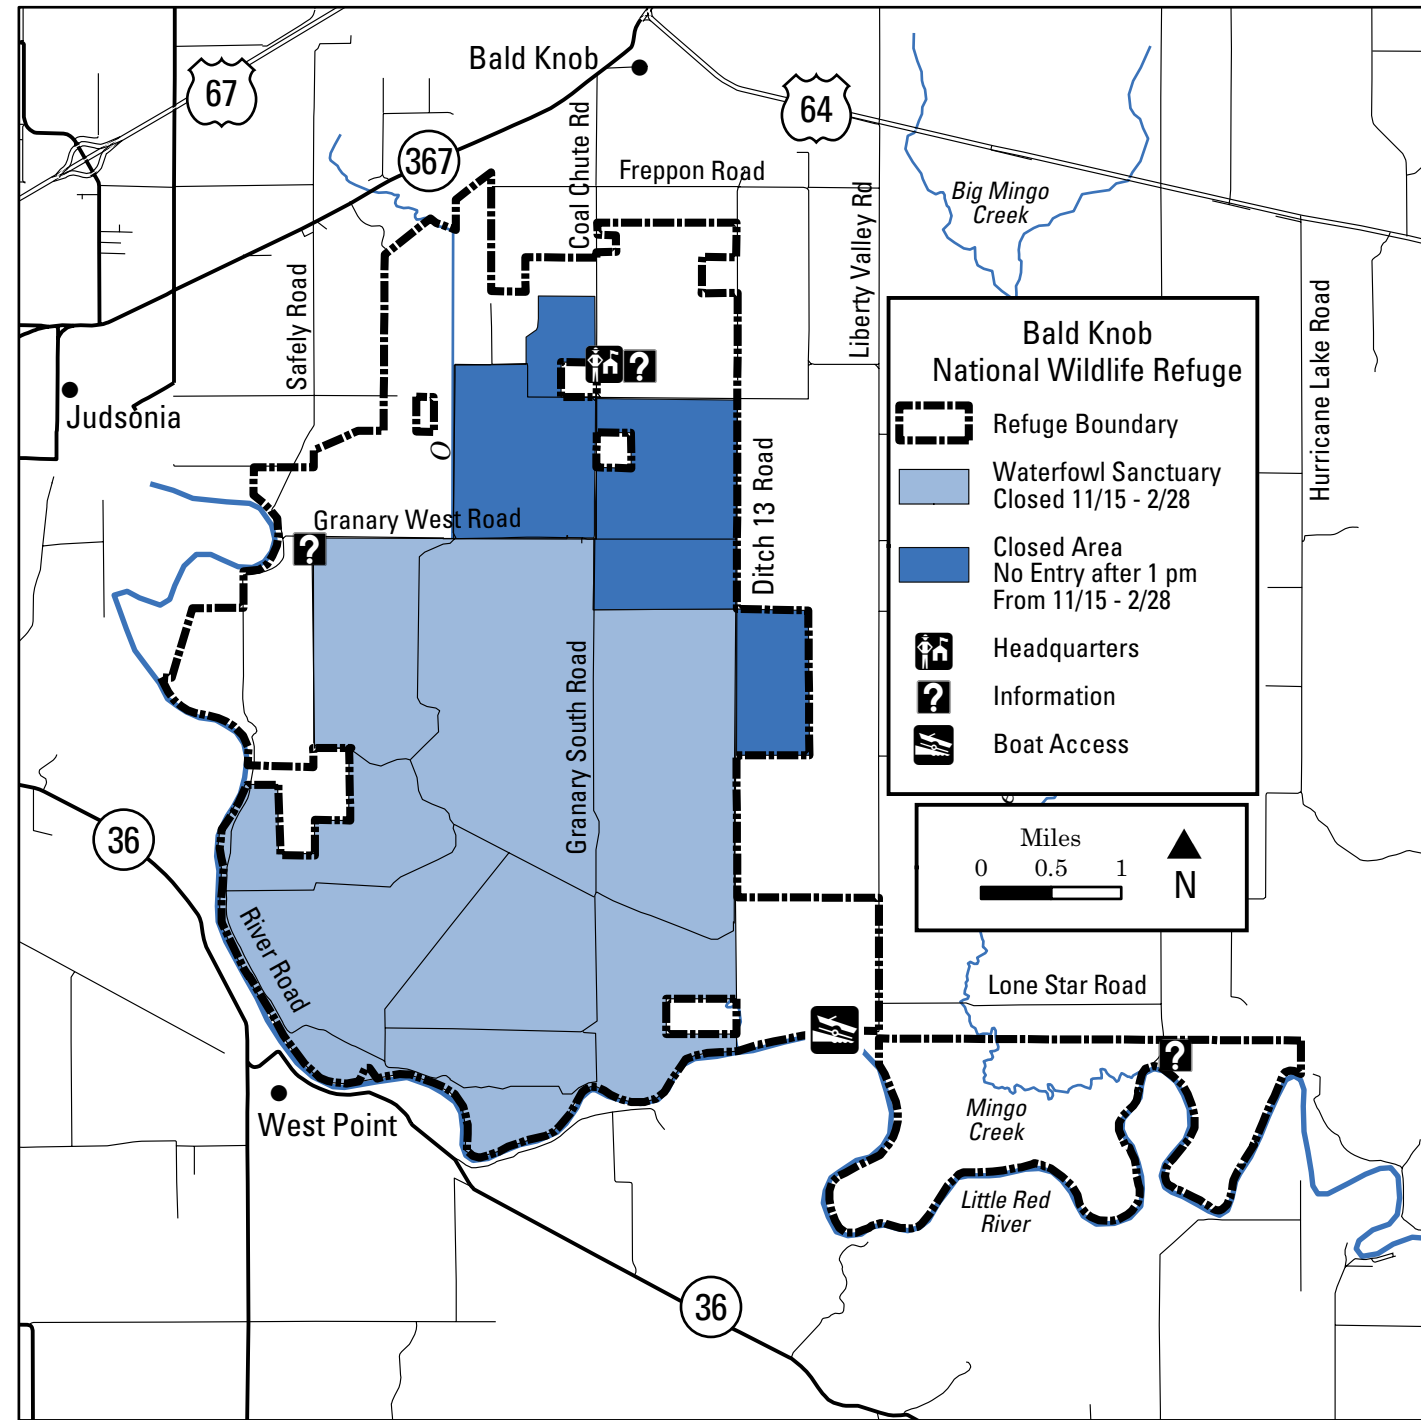 Bald Knob
67
64
367
Coal Chute Rd
Freppon Road
Liberty Valley Rd
Big Mingo
Creek
Safely Road
Hurricane Lake Road
Judsonia
Bald Knob
National Wildlife Refuge
Refuge Boundary
Waterfowl Sanctuary
Closed 11/15 - 2/28
Closed Area
No Entry after 1 pm
From 11/15 - 2/28
Headquarters
? Information
Boat Access
?
O
Ditch 13 Road
Granary West Road
?
Granary South Road
36
Miles
0 0.5 1
N
River Road
Lone Star Road
?
West Point
Mingo
Creek
Little Red
River
36